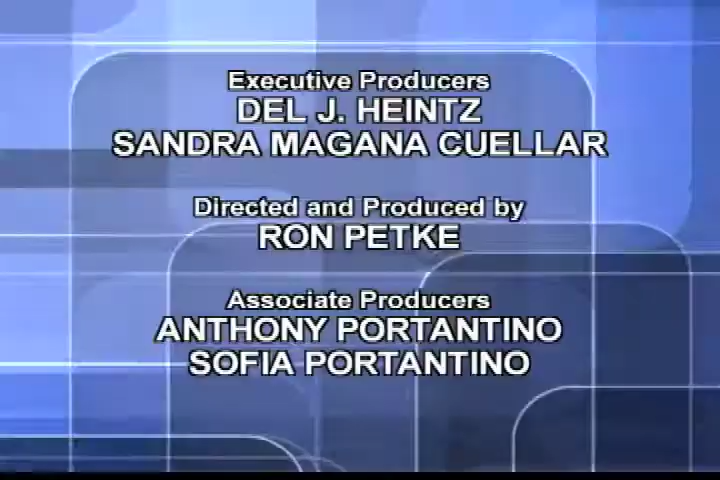 Executive Producers
DEL J. HEINTZ
SANDRA MAGANA CUELLAR
Directed and Produced by
RON PETKE
Associate Producers
ANTHONY PORTANTINO
SOFIA PORTANTINO